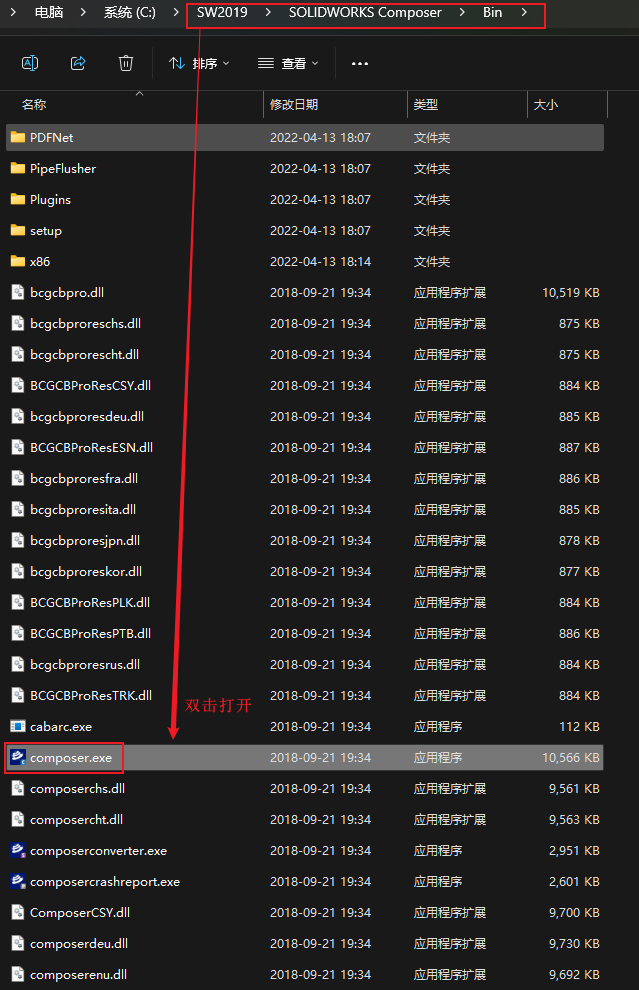 电脑 > 系统 (C:) > SW2019 > SOLIDWORKS Composer > Bin >
排序 查看 ...
名称 修改日期 类型 大小
PDFNet 2022-04-13 18:07 文件夹
PipeFlusher 2022-04-13 18:07 文件夹
Plugins 2022-04-13 18:07 文件夹
setup 2022-04-13 18:07 文件夹
x86 2022-04-13 18:14 文件夹
bcgcbpro.dll 2018-09-21 19:34 应用程序扩展 10,519 KB
bcgcbproreschs.dll 2018-09-21 19:34 应用程序扩展 875 KB
bcgcbprorescht.dll 2018-09-21 19:34 应用程序扩展 875 KB
BCGCBProResCSY.dll 2018-09-21 19:34 应用程序扩展 884 KB
bcgcbproresdeu.dll 2018-09-21 19:34 应用程序扩展 885 KB
BCGCBProResESN.dll 2018-09-21 19:34 应用程序扩展 887 KB
bcgcbproresfra.dll 2018-09-21 19:34 应用程序扩展 886 KB
bcgcbproresita.dll 2018-09-21 19:34 应用程序扩展 885 KB
bcgcbproresjpn.dll 2018-09-21 19:34 应用程序扩展 878 KB
bcgcbproreskor.dll 2018-09-21 19:34 应用程序扩展 877 KB
BCGCBProResPLK.dll 2018-09-21 19:34 应用程序扩展 884 KB
BCGCBProResPTB.dll 2018-09-21 19:34 应用程序扩展 886 KB
bcgcbproresrus.dll 2018-09-21 19:34 应用程序扩展 884 KB
BCGCBProResTRK.dll 2018-09-21 19:34 应用程序扩展 884 KB
双击打开
cabarc.exe 2018-09-21 19:34 应用程序 112 KB
composer.exe 2018-09-21 19:34 应用程序 10,566 KB
composerchs.dll 2018-09-21 19:34 应用程序扩展 9,561 KB
composercht.dll 2018-09-21 19:34 应用程序扩展 9,563 KB
composerconverter.exe 2018-09-21 19:34 应用程序 2,951 KB
composercrashreport.exe 2018-09-21 19:34 应用程序 2,601 KB
ComposerCSY.dll 2018-09-21 19:34 应用程序扩展 9,700 KB
composerdeu.dll 2018-09-21 19:34 应用程序扩展 9,730 KB
composerenu.dll 2018-09-21 19:34 应用程序扩展 9,692 KB